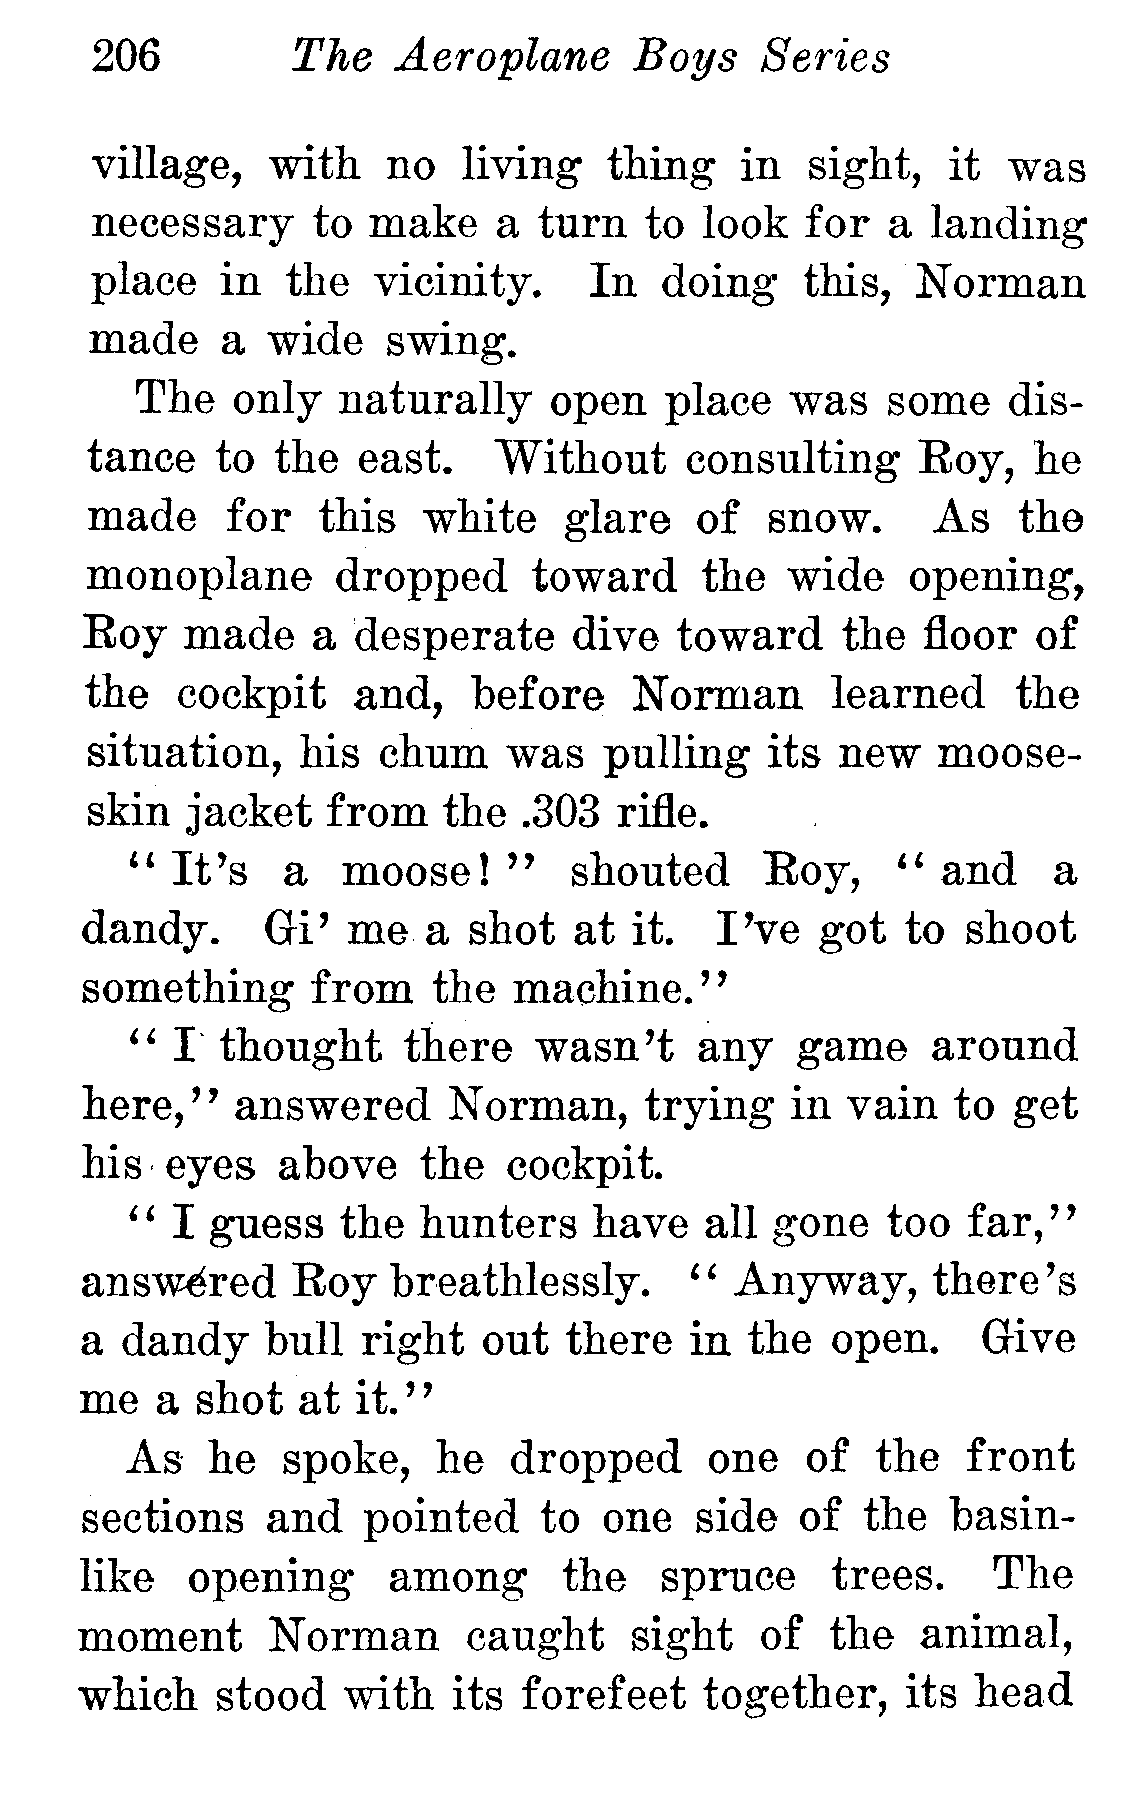 206 The Aeroplane Boys Series
village, with no living thing in sight, it was
necessary to make a turn to look for a landing
place in the vicinity. In doing this, Norman
made a wide swing.
The only naturally open place was some dis-
tance to the east. Without consulting Roy, he
made for this white glare of snow. As the
monoplane dropped toward the wide opening,
Roy made a desperate dive toward the floor of
the cockpit and, before Norman learned the
situation, his chum was pulling its new moose-
skin jacket from the .303 rifle.
“ It’s a moose! ” shouted Roy, “ and a
dandy. Gi’ me a shot at it. I’ve got to shoot
something from the machine.”
“ I thought there wasn’t any game around
here,” answered Norman, trying in vain to get
his eyes above the cockpit.
“ I guess the hunters have all gone too far,”
answered Roy breathlessly. “ Anyway, there’s
a dandy bull right out there in the open. Give
me a shot at it.”
As he spoke, he dropped one of the front
sections and pointed to one side of the basin-
like opening among the spruce trees. The
moment Norman caught sight of the animal,
which stood with its forefeet together, its head